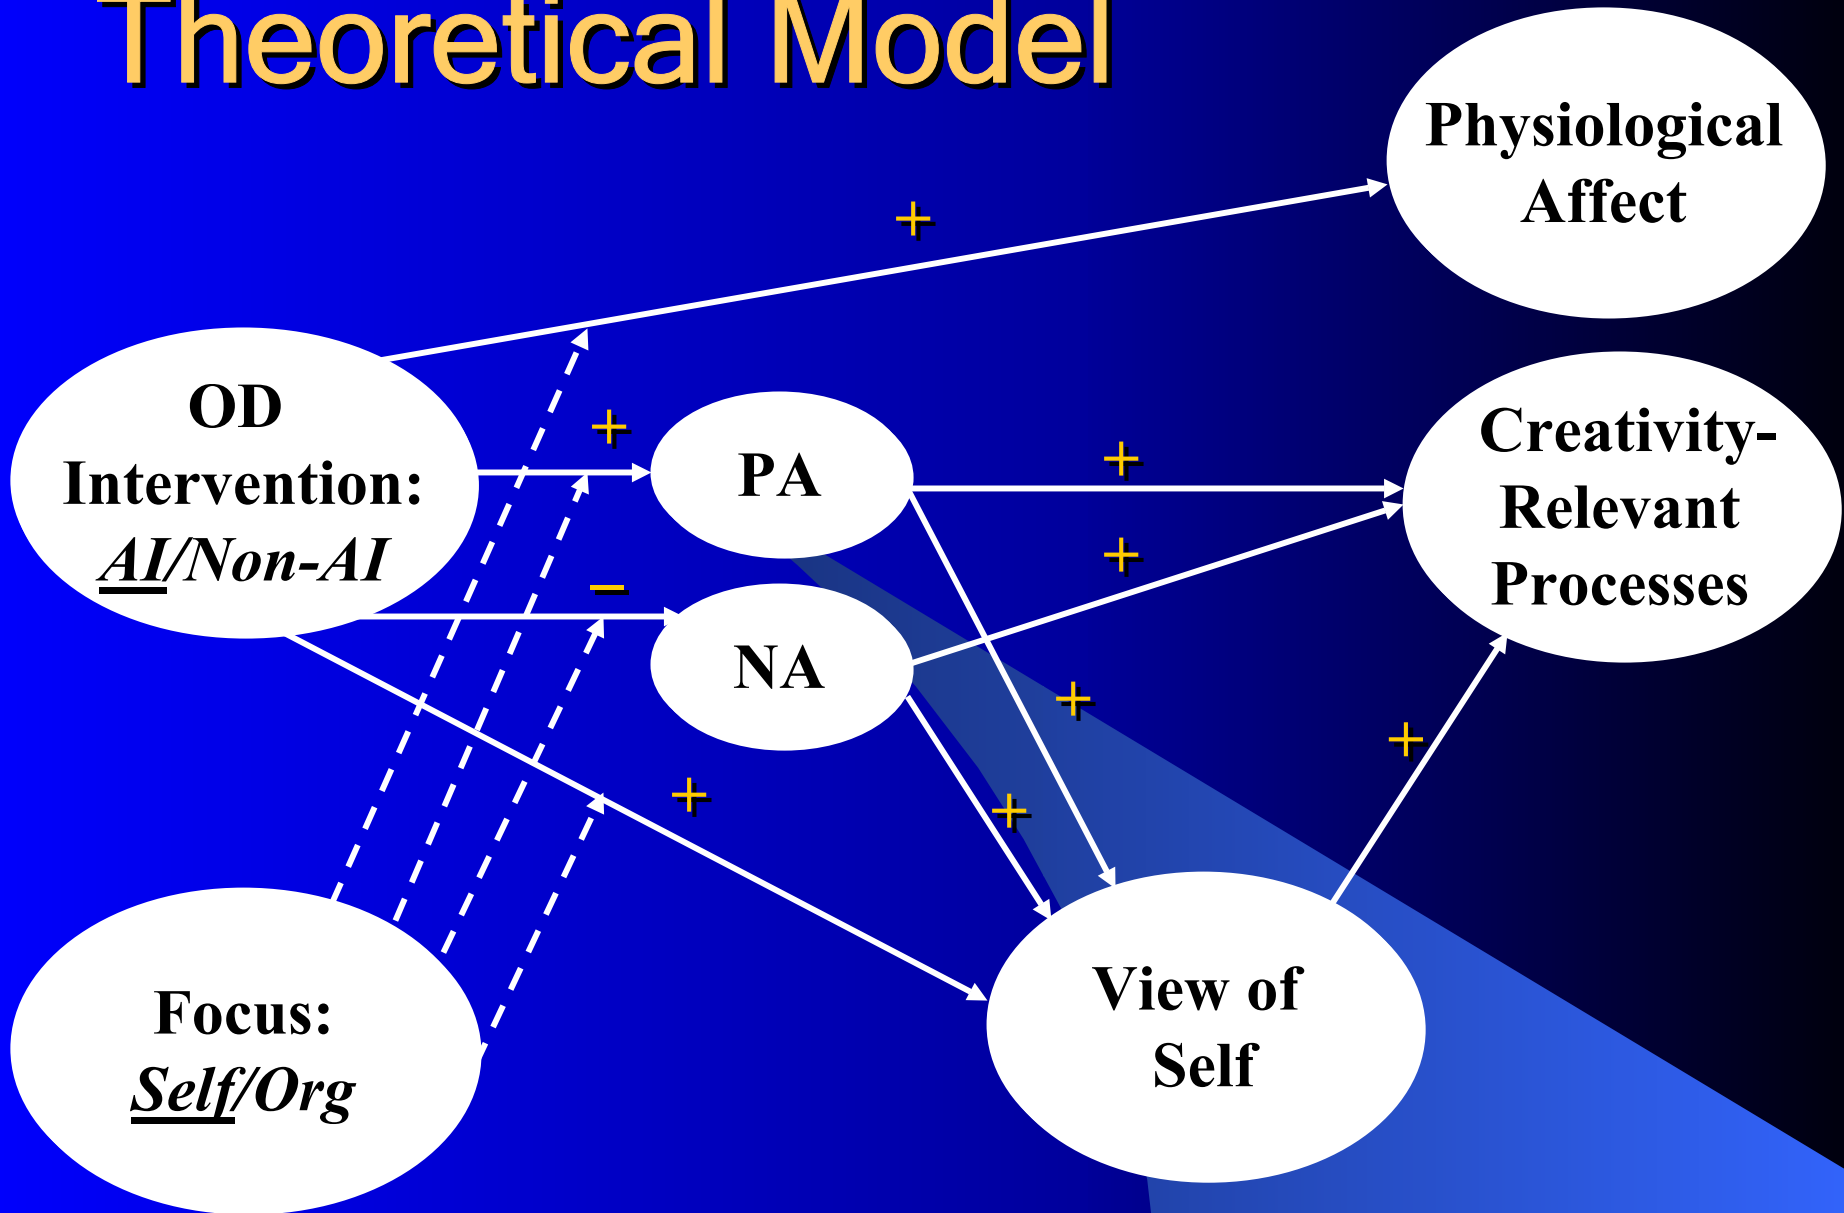 Theoretical Model
Physiological
Affect
+
OD
Intervention:
AI/Non-AI
+
PA
+
Creativity-
Relevant
Processes
+
–
NA
+
+
+
+
View of
Self
Focus:
Self/Org